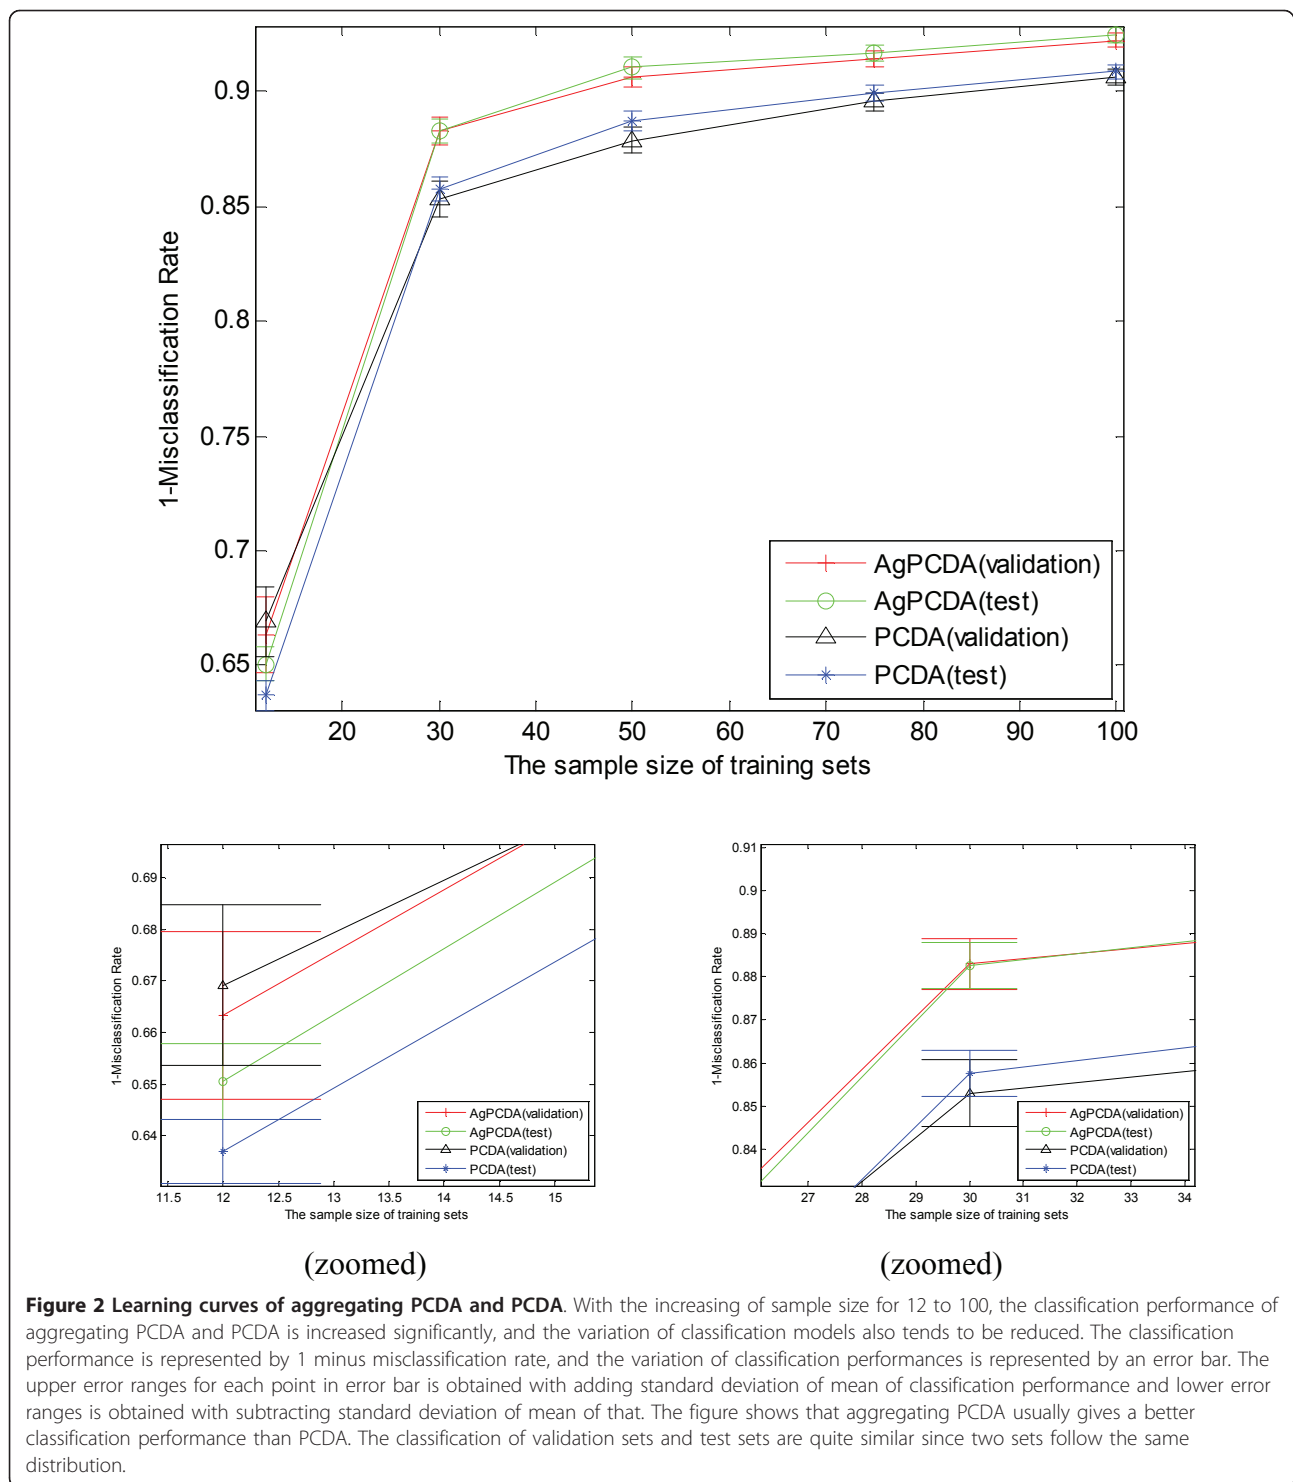 0.9
0.85
0.8
0.75
0.7
0.65
1-Misclassification Rate
AgPCDA(validation)
AgPCDA(test)
PCDA(validation)
PCDA(test)
20 30 40 50 60 70 80 90 100
The sample size of training sets
0.69
0.68
0.67
0.66
0.65
0.64
1-Misclassification Rate
AgPCDA(validation)
AgPCDA(test)
PCDA(validation)
PCDA(test)
11.5 12 12.5 13 13.5 14 14.5 15
The sample size of training sets
(zoomed)
0.91
0.9
0.89
0.88
0.87
0.86
0.85
0.84
1-Misclassification Rate
AgPCDA(validation)
AgPCDA(test)
PCDA(validation)
PCDA(test)
27 28 29 30 31 32 33 34
The sample size of training sets
(zoomed)
Figure 2 Learning curves of aggregating PCDA and PCDA. With the increasing of sample size for 12 to 100, the classification performance of
aggregating PCDA and PCDA is increased significantly, and the variation of classification models also tends to be reduced. The classification
performance is represented by 1 minus misclassification rate, and the variation of classification performances is represented by an error bar. The
upper error ranges for each point in error bar is obtained with adding standard deviation of mean of classification performance and lower error
ranges is obtained with subtracting standard deviation of mean of that. The figure shows that aggregating PCDA usually gives a better
classification performance than PCDA. The classification of validation sets and test sets are quite similar since two sets follow the same
distribution.